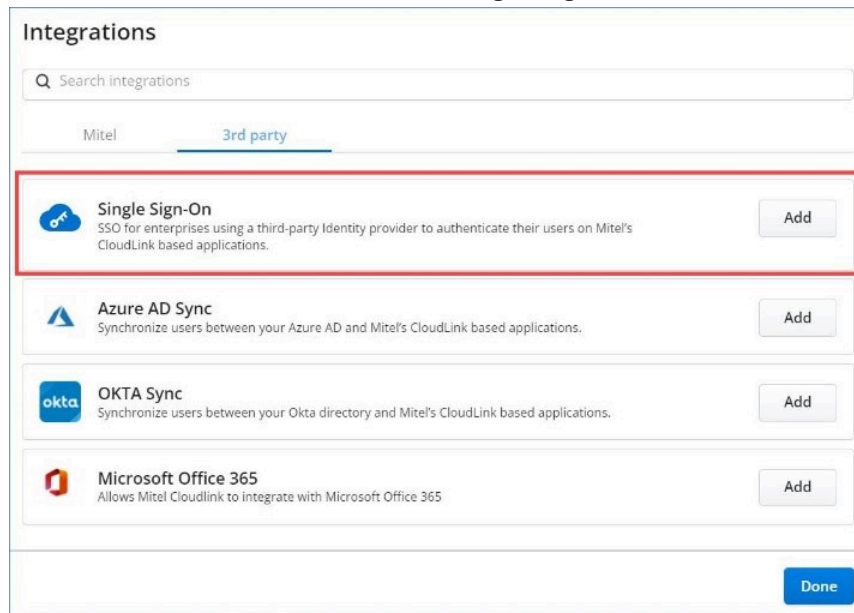 Integrations
Search integrations
Mitel 3rd party
Single Sign-On
SSO for enterprises using a third-party Identity provider to authenticate their users on Mitel's
CloudLink based applications.
Add
Azure AD Sync
Synchronize users between your Azure AD and Mitel's CloudLink based applications.
Add
okta
OKTA Sync
Synchronize users between your Okta directory and Mitel's CloudLink based applications.
Add
Microsoft Office 365
Allows Mitel Cloudlink to integrate with Microsoft Office 365
Add
Done